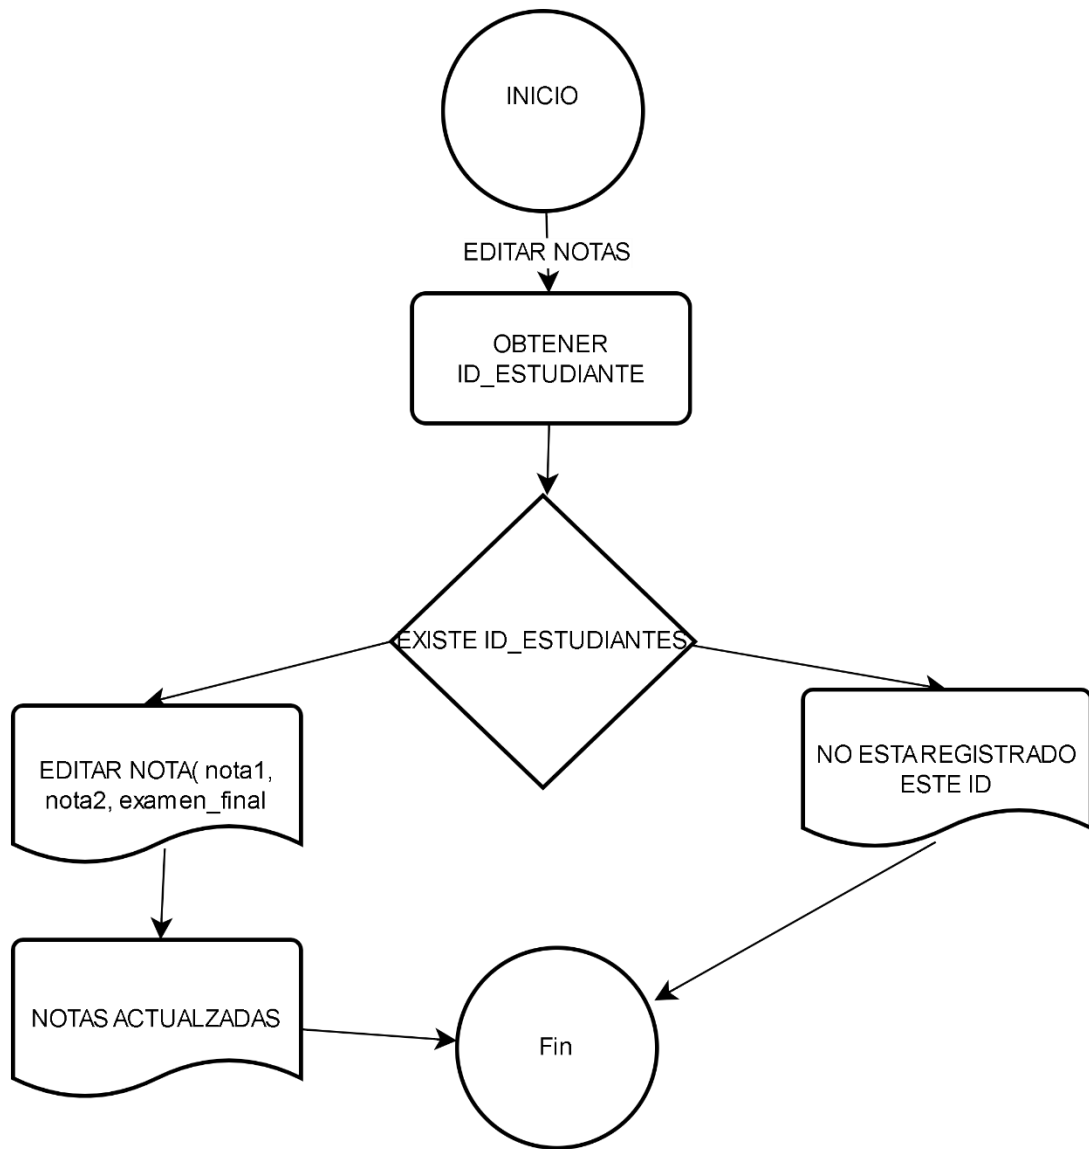 INICIO
EDITAR NOTAS
OBTENER
ID_ESTUDIANTE
EXISTE ID_ESTUDIANTES
EDITAR NOTA( nota1,
nota2, examen_final
NO ESTA REGISTRADO
ESTE ID
NOTAS ACTUALZADAS
Fin